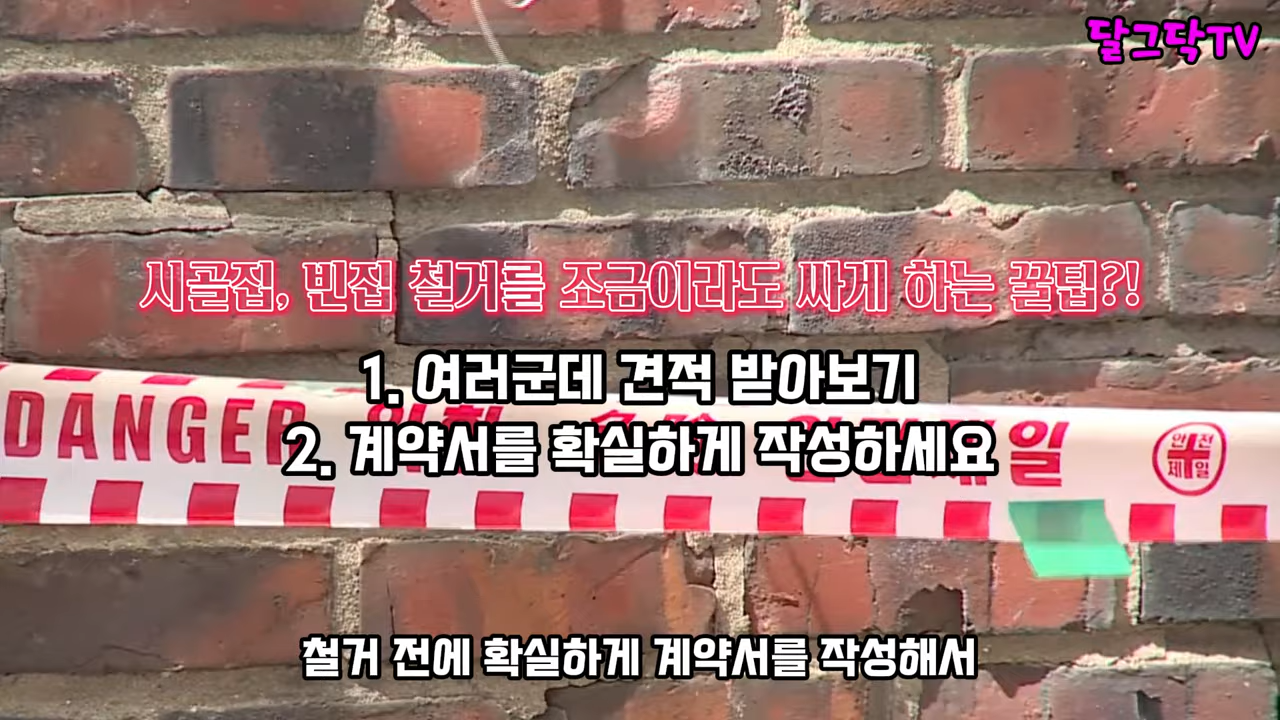 달그닥TV
시골집, 빈집 철거를 조금이라도 싸게 하는 꿀팁?!
1. 여러군데 견적 받아보기
DANGER
2. 계약서를 확실하게 작성하세요
안전제일
철거 전에 확실하게 계약서를 작성해서